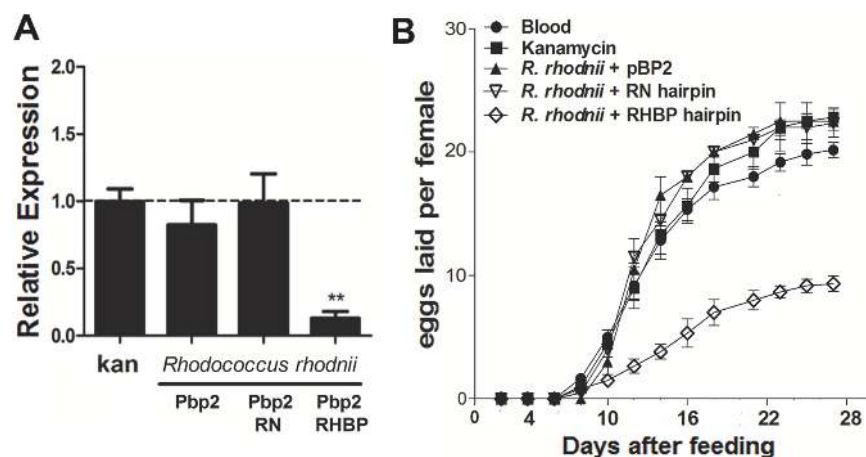 A
Relative Expression
2.0
1.5
1.0
0.5
0.0
**
kan
Rhodococcus rhodnii
Pbp2
Pbp2 RN
Pbp2 RHBP
B
Blood
Kanamycin
R. rhodnii + pBP2
R. rhodnii + RN hairpin
R. rhodnii + RHBP hairpin
eggs laid per female
30
20
10
0
0 4 10 16 22 28
Days after feeding